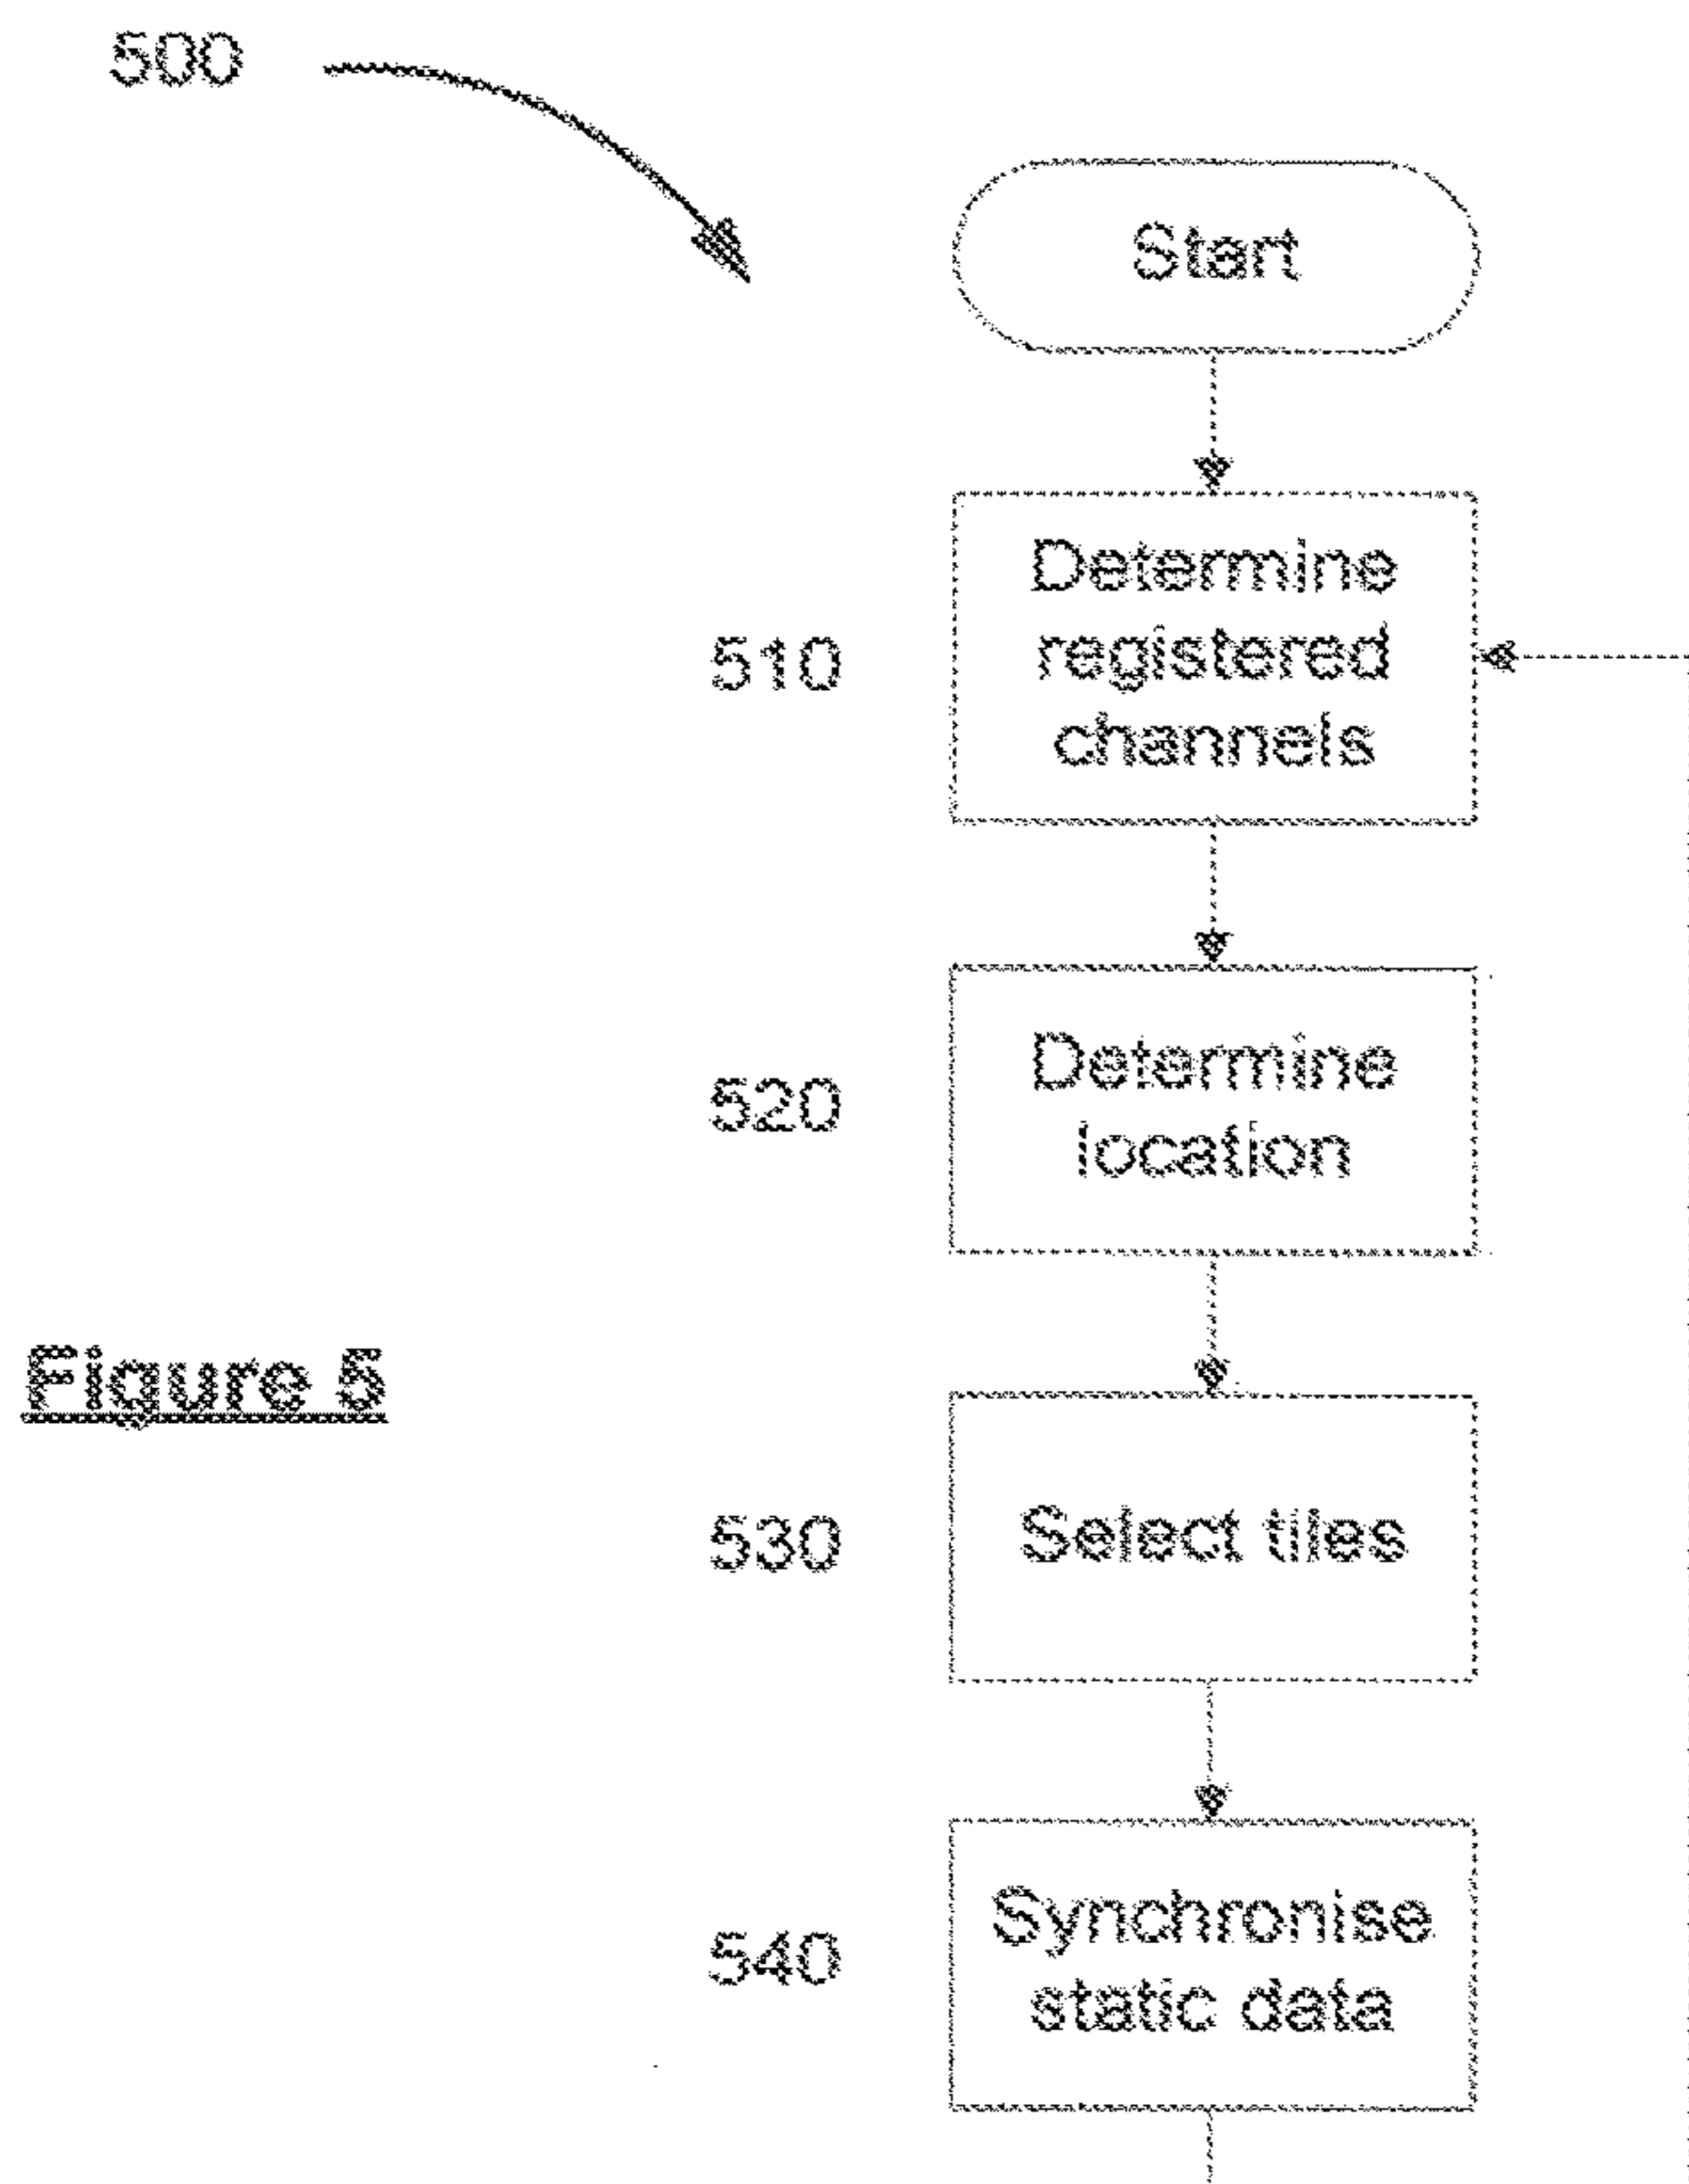 500
Start
510
Determine
registered
channels
520
Determine
location
Figure 5
530
Select tiles
540
Synchronise
static data